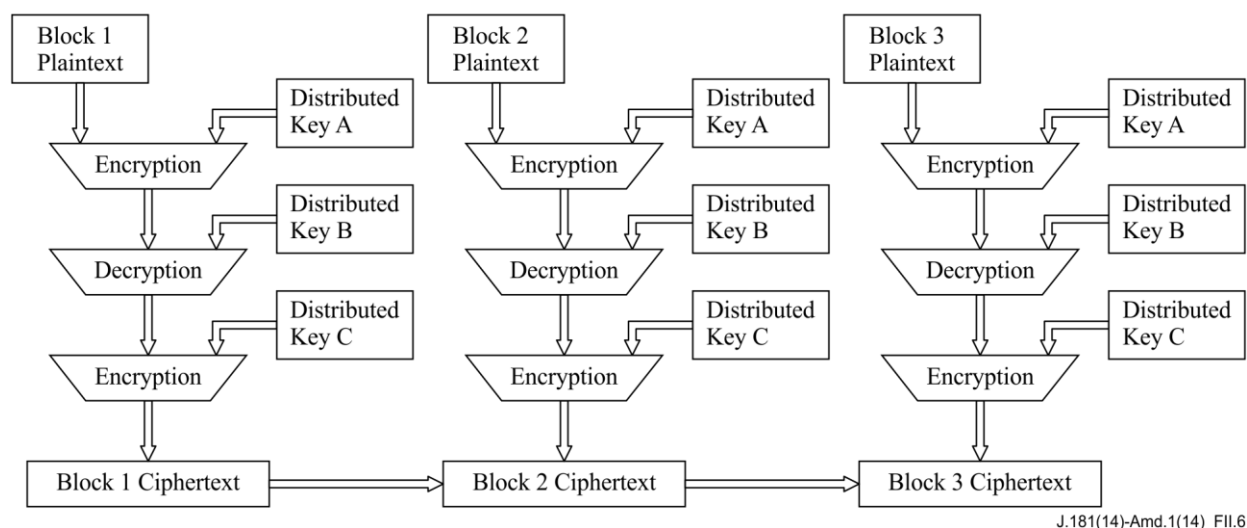 Block 1
Plaintext
Block 2
Plaintext
Block 3
Plaintext
Distributed
Key A
Distributed
Key A
Distributed
Key A
Encryption
Encryption
Encryption
Distributed
Key B
Distributed
Key B
Distributed
Key B
Decryption
Decryption
Decryption
Distributed
Key C
Distributed
Key C
Distributed
Key C
Encryption
Encryption
Encryption
Block 1 Ciphertext
Block 2 Ciphertext
Block 3 Ciphertext
J.181(14)-Amd.1(14)_FII.6